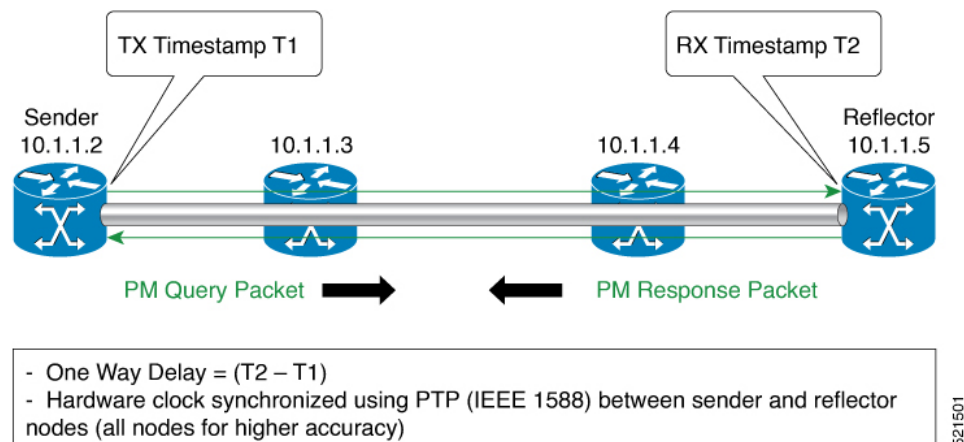 TX Timestamp T1
RX Timestamp T2
Sender
10.1.1.2
10.1.1.3
10.1.1.4
Reflector
10.1.1.5
PM Query Packet
PM Response Packet
- One Way Delay = (T2 – T1)
- Hardware clock synchronized using PTP (IEEE 1588) between sender and reflector
nodes (all nodes for higher accuracy)
521501